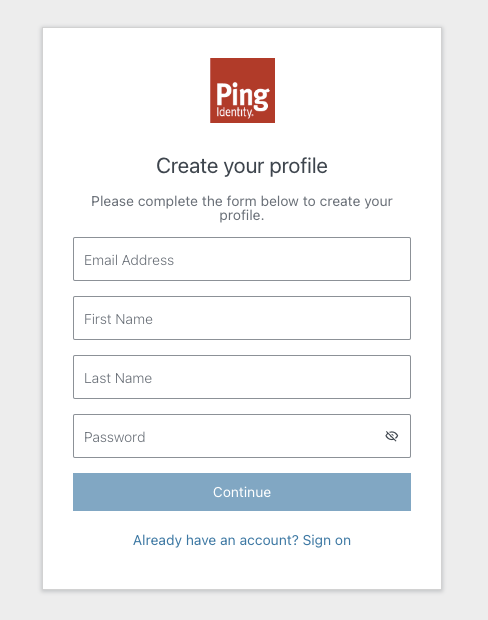 Ping
Identity.
Create your profile
Please complete the form below to create your
profile.
Email Address
First Name
Last Name
Password
Continue
Already have an account? Sign on